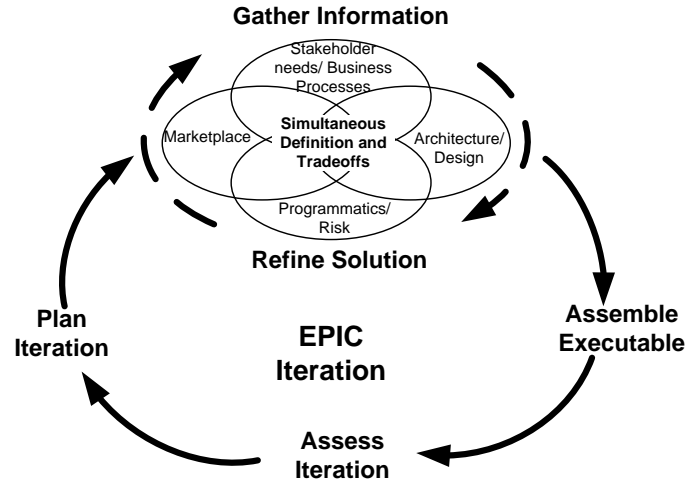 Gather Information
Stakeholder
needs/ Business
Processes
Marketplace
Simultaneous
Definition and
Tradeoffs
Architecture/
Design
Programmatics/
Risk
Refine Solution
Plan
Iteration
EPIC
Iteration
Assemble
Executable
Assess
Iteration